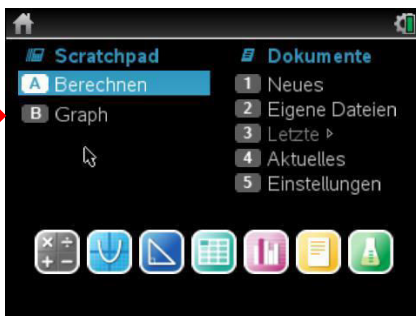 Scratchpad
A Berechnen
B Graph
Dokumente
1 Neues
2 Eigene Dateien
3 Letzte ▸
4 Aktuelles
5 Einstellungen